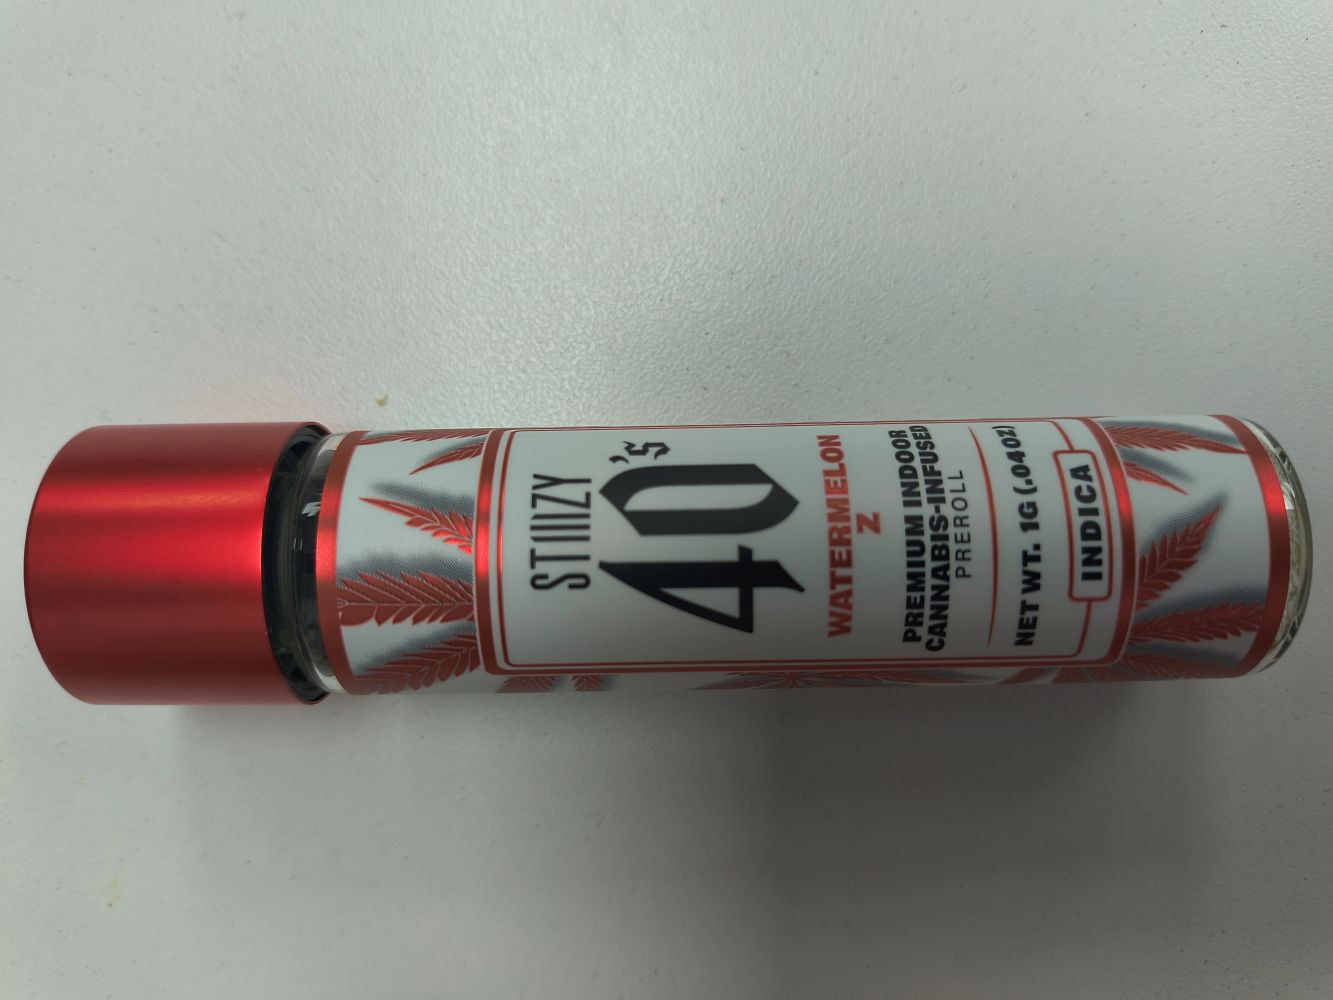 STIIIZY
40's
WATERMELON
Z
PREMIUM INDOOR
CANNABIS-INFUSED
PREROLL
NET WT. 1G (.04OZ)
INDICA